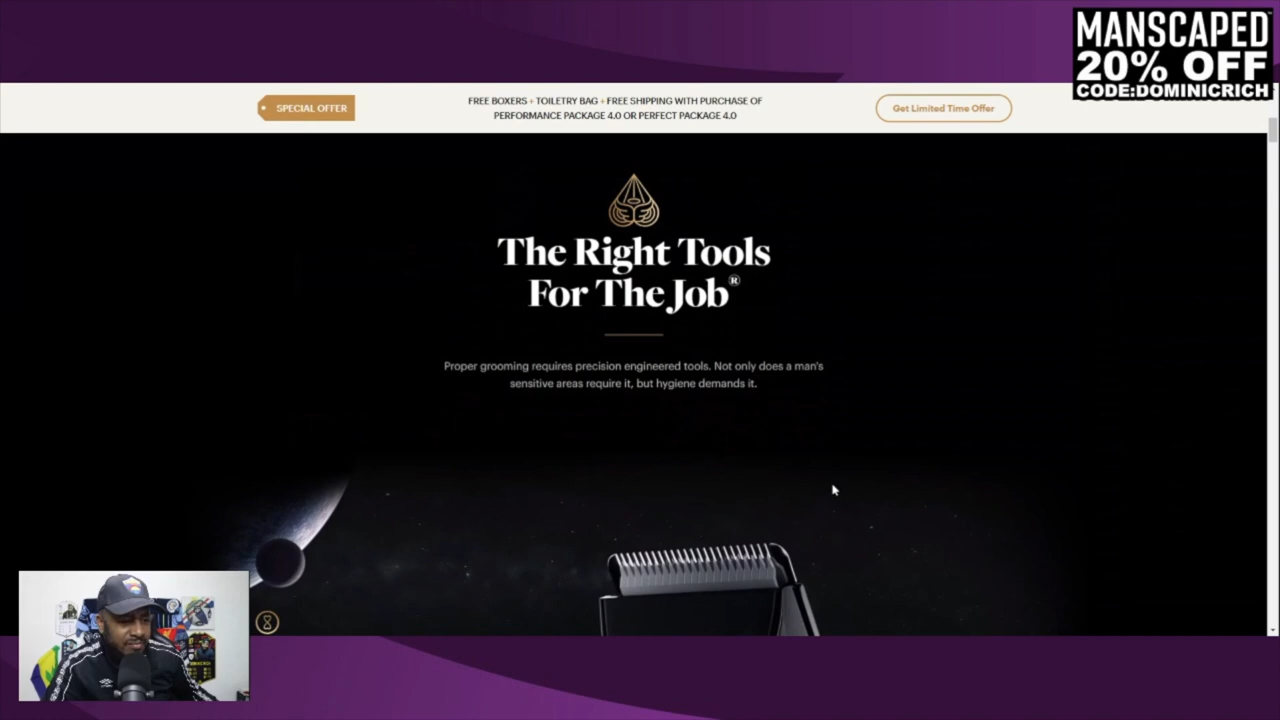 MANSCAPED
20% OFF
CODE:DOMINICRICH
SPECIAL OFFER
FREE BOXERS + TOILETRY BAG + FREE SHIPPING WITH PURCHASE OF
PERFORMANCE PACKAGE 4.0 OR PERFECT PACKAGE 4.0
Get Limited Time Offer
The Right Tools
For The Job®
Proper grooming requires precision engineered tools. Not only does a man's
sensitive areas require it, but hygiene demands it.